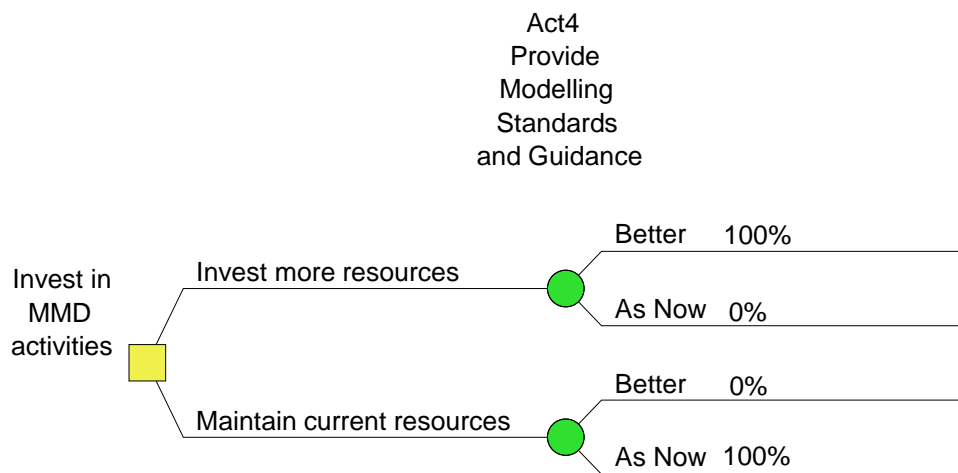 Act4
Provide
Modelling
Standards
and Guidance
Better 100%
Invest in
MMD
activities
Invest more resources
As Now 0%
Better 0%
Maintain current resources
As Now 100%